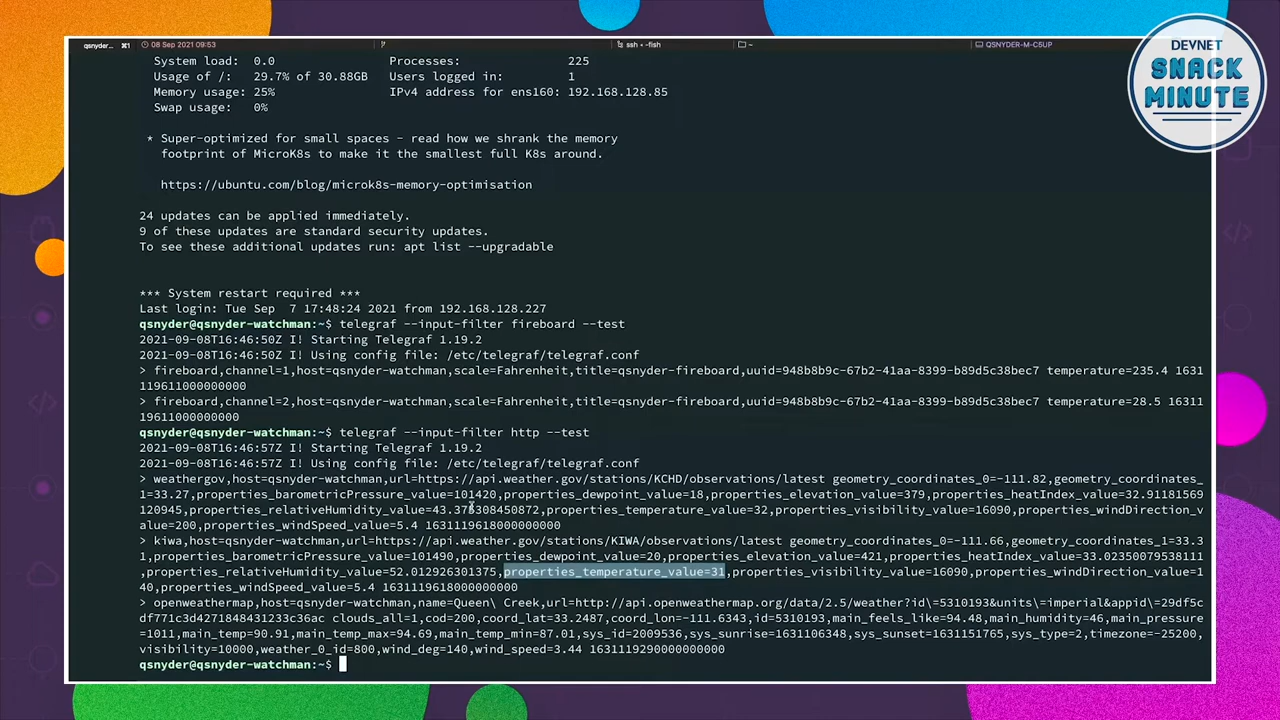 qsnyder... ⌘1 08 Sep 2021 09:53 ssh • -fish ~ QSNYDER-M-C5UP
DEVNET
SNACK
MINUTE
System load: 0.0 Processes: 225
Usage of /: 29.7% of 30.88GB Users logged in: 1
Memory usage: 25% IPv4 address for ens160: 192.168.128.85
Swap usage: 0%
* Super-optimized for small spaces - read how we shrank the memory
footprint of MicroK8s to make it the smallest full K8s around.
https://ubuntu.com/blog/microk8s-memory-optimisation
24 updates can be applied immediately.
9 of these updates are standard security updates.
To see these additional updates run: apt list --upgradable
*** System restart required ***
Last login: Tue Sep 7 17:48:24 2021 from 192.168.128.227
qsnyder@qsnyder-watchman:~$ telegraf --input-filter fireboard --test
2021-09-08T16:46:50Z I! Starting Telegraf 1.19.2
2021-09-08T16:46:50Z I! Using config file: /etc/telegraf/telegraf.conf
> fireboard,channel=1,host=qsnyder-watchman,scale=Fahrenheit,title=qsnyder-fireboard,uuid=948b8b9c-67b2-41aa-8399-b89d5c38bec7 temperature=235.4 1631
119611000000000
> fireboard,channel=2,host=qsnyder-watchman,scale=Fahrenheit,title=qsnyder-fireboard,uuid=948b8b9c-67b2-41aa-8399-b89d5c38bec7 temperature=28.5 16311
19611000000000
qsnyder@qsnyder-watchman:~$ telegraf --input-filter http --test
2021-09-08T16:46:57Z I! Starting Telegraf 1.19.2
2021-09-08T16:46:57Z I! Using config file: /etc/telegraf/telegraf.conf
> weathergov,host=qsnyder-watchman,url=https://api.weather.gov/stations/KCHD/observations/latest geometry_coordinates_0=-111.82,geometry_coordinates_
1=33.27,properties_barometricPressure_value=101420,properties_dewpoint_value=18,properties_elevation_value=379,properties_heatIndex_value=32.91181569
120945,properties_relativeHumidity_value=43.378308450872,properties_temperature_value=32,properties_visibility_value=16090,properties_windDirection_v
alue=200,properties_windSpeed_value=5.4 1631119618000000000
> kiwa,host=qsnyder-watchman,url=https://api.weather.gov/stations/KIWA/observations/latest geometry_coordinates_0=-111.66,geometry_coordinates_1=33.3
1,properties_barometricPressure_value=101490,properties_dewpoint_value=20,properties_elevation_value=421,properties_heatIndex_value=33.02350079538111
,properties_relativeHumidity_value=52.012926301375,properties_temperature_value=31,properties_visibility_value=16090,properties_windDirection_value=1
40,properties_windSpeed_value=5.4 1631119618000000000
> openweathermap,host=qsnyder-watchman,name=Queen\ Creek,url=http://api.openweathermap.org/data/2.5/weather?id\=5310193&units\=imperial&appid\=29df5c
df771c3d4271848431233c36ac clouds_all=1,cod=200,coord_lat=33.2487,coord_lon=-111.6343,id=5310193,main_feels_like=94.48,main_humidity=46,main_pressure
=1011,main_temp=90.91,main_temp_max=94.69,main_temp_min=87.01,sys_id=2009536,sys_sunrise=1631106348,sys_sunset=1631151765,sys_type=2,timezone=-25200,
visibility=10000,weather_0_id=800,wind_deg=140,wind_speed=3.44 1631119290000000000
qsnyder@qsnyder-watchman:~$